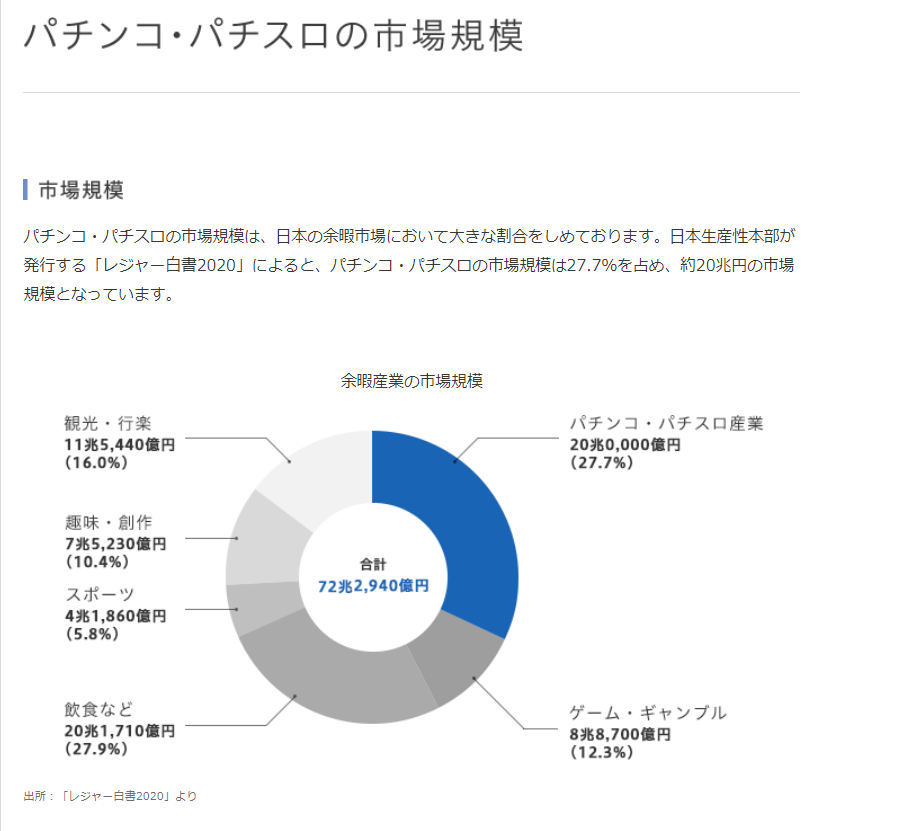 パチンコ・パチスロの市場規模
市場規模
パチンコ・パチスロの市場規模は、日本の余暇市場において大きな割合をしめております。日本生産性本部が
発行する「レジャー白書2020」によると、パチンコ・パチスロの市場規模は27.7%を占め、約20兆円の市場
規模となっています。
余暇産業の市場規模
観光・行楽
11兆5,440億円
(16.0%)
パチンコ・パチスロ産業
20兆0,000億円
(27.7%)
趣味・創作
7兆5,230億円
(10.4%)
合計
72兆2,940億円
スポーツ
4兆1,860億円
(5.8%)
飲食など
20兆1,710億円
(27.9%)
ゲーム・ギャンブル
8兆8,700億円
(12.3%)
出所:「レジャー白書2020」より